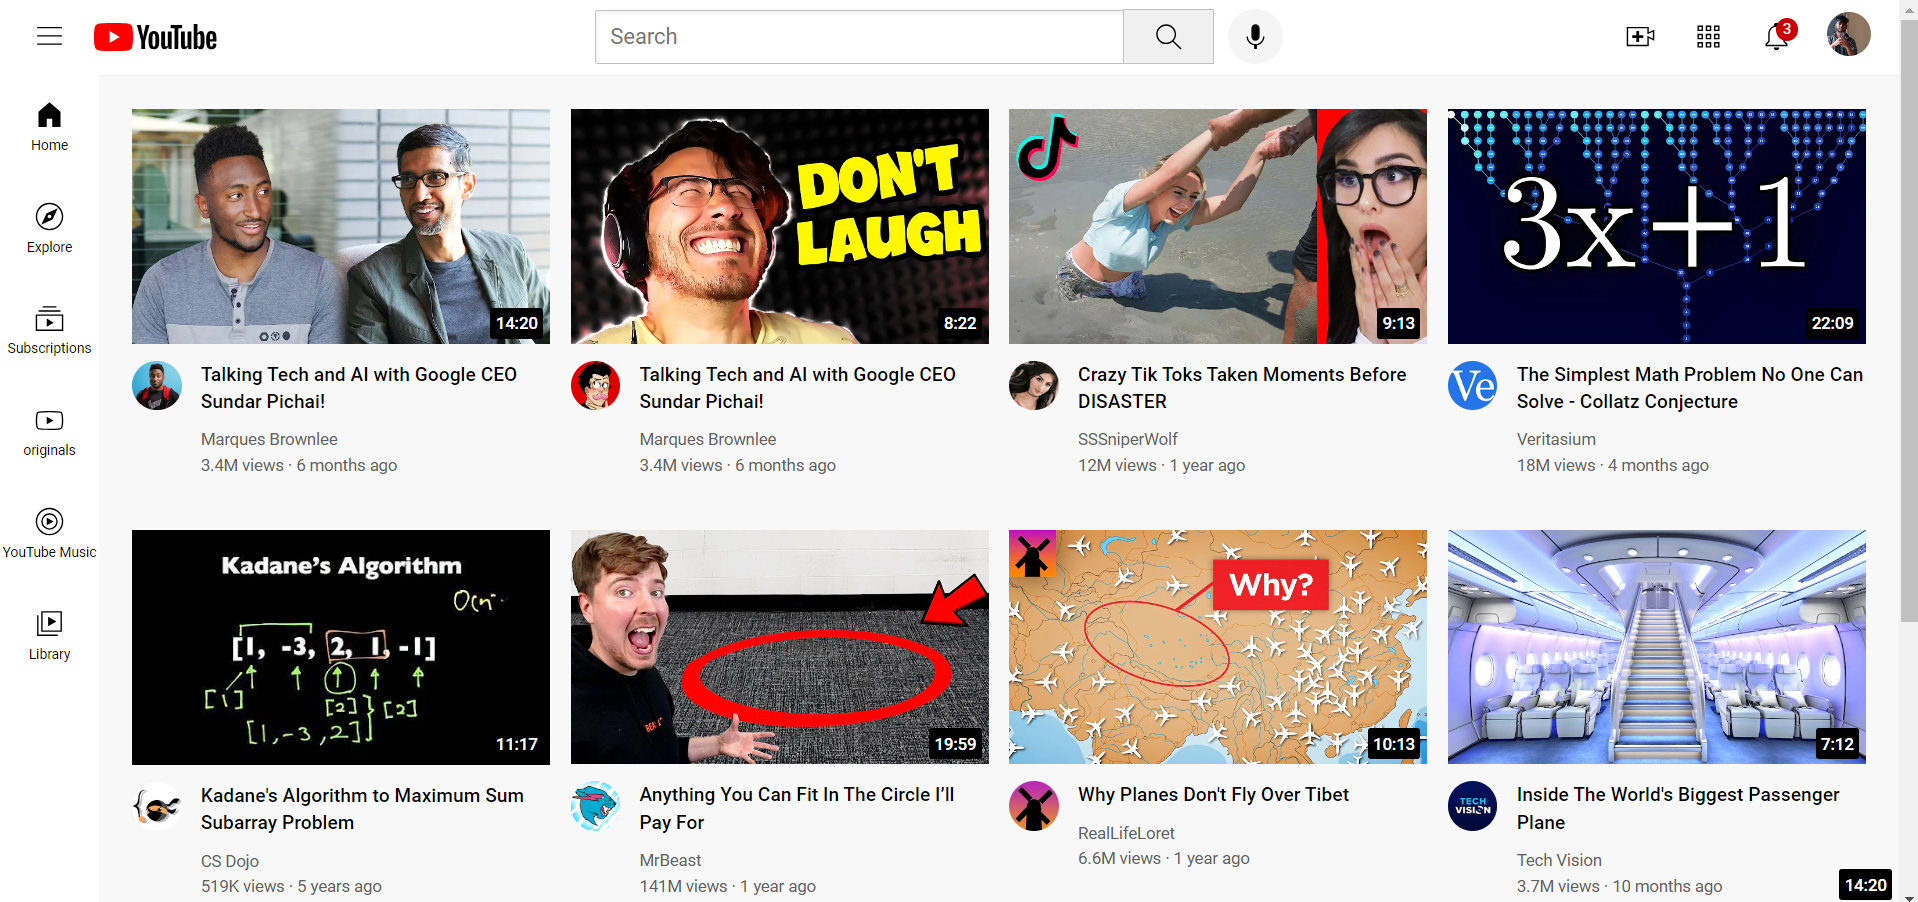 YouTube
Search
3
Home
Explore
Subscriptions
originals
YouTube Music
Library
14:20
Talking Tech and AI with Google CEO
Sundar Pichai!
Marques Brownlee
3.4M views · 6 months ago
DON'T
LAUGH
8:22
Talking Tech and AI with Google CEO
Sundar Pichai!
Marques Brownlee
3.4M views · 6 months ago
9:13
Crazy Tik Toks Taken Moments Before
DISASTER
SSSniperWolf
12M views · 1 year ago
3x+1
22:09
Ve
The Simplest Math Problem No One Can
Solve - Collatz Conjecture
Veritasium
18M views · 4 months ago
Kadane's Algorithm
[1, -3, 2, 1, -1]
[1]
[2]
[2]
[1, -3, 2]
11:17
Kadane's Algorithm to Maximum Sum
Subarray Problem
CS Dojo
519K views · 5 years ago
19:59
Anything You Can Fit In The Circle I’ll
Pay For
MrBeast
141M views · 1 year ago
Why?
10:13
Why Planes Don't Fly Over Tibet
RealLifeLoret
6.6M views · 1 year ago
7:12
TECH
VISION
Inside The World's Biggest Passenger
Plane
Tech Vision
3.7M views · 10 months ago
14:20